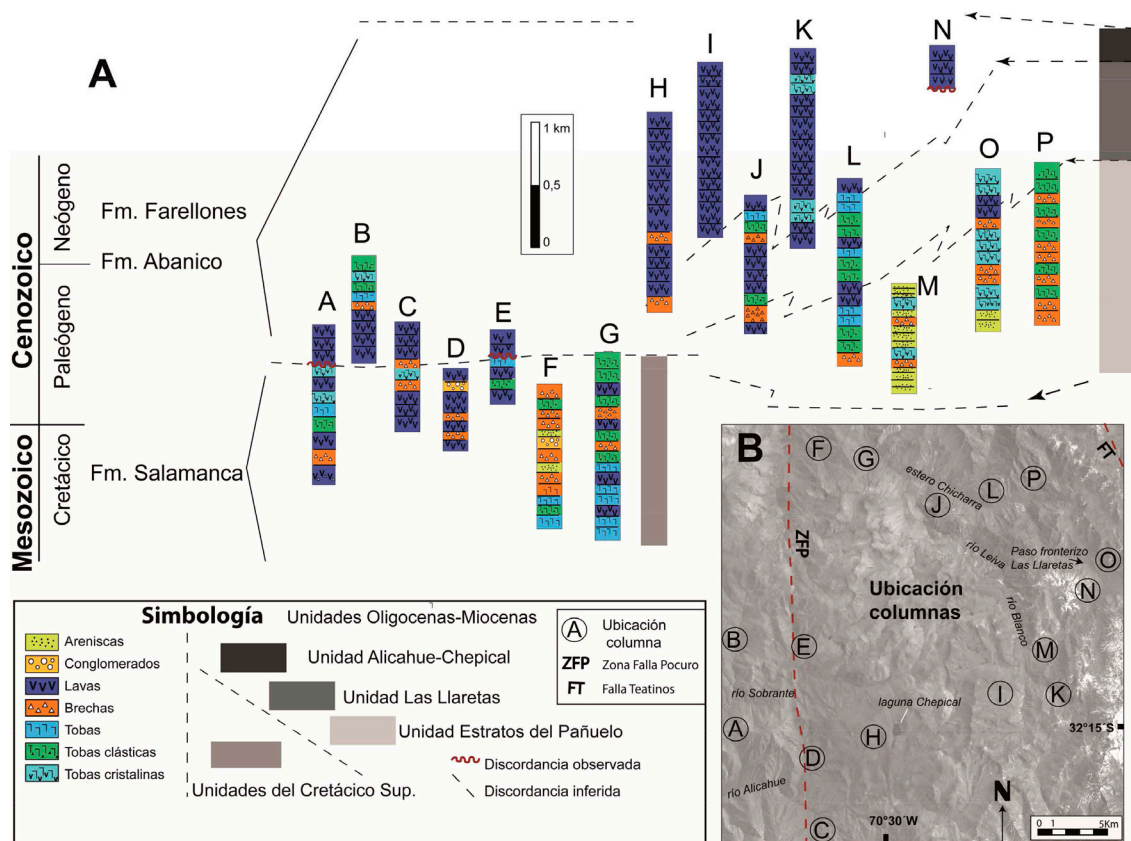 A
Cenozoico
Mesozoico
Neógeno
Paleógeno
Cretácico
Fm. Farellones
Fm. Abanico
Fm. Salamanca
1 km
0,5
0
A
B
C
D
E
F
G
H
I
J
K
L
M
N
O
P
Simbología
Areniscas
Conglomerados
Lavas
Brechas
Tobas
Tobas clásticas
Tobas cristalinas
Unidades Oligocenas-Miocenas
Unidad Alicahue-Chepical
Unidad Las Llaretas
Unidad Estratos del Pañuelo
Unidades del Cretácico Sup.
Discordancia observada
Discordancia inferida
A Ubicación
columna
ZFP Zona Falla Pocuro
FT Falla Teatinos
B
F
G
estero Chicharra
L
P
FT
J
ZFP
río Leiva
Paso fronterizo
Las Llaretas
O
N
Ubicación
columnas
río Blanco
B
E
M
río Sobrante
laguna Chepical
I
K
A
H
32°15´S
D
río Alicahue
N
70°30´W
C
0 1 5Km